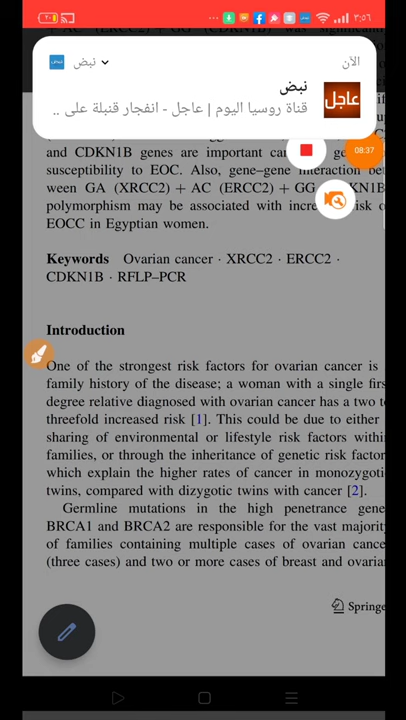 ٣:٥٦
٢٠
نبض
الآن
نبض
عاجل
قناة روسيا اليوم | عاجل - انفجار قنبلة على ..
08:37
and CDKN1B genes are important
susceptibility to EOC. Also, gene–gene interaction bet
ween GA (XRCC2) + AC (ERCC2) + GG KN1B
polymorphism may be associated with incre isk o
EOCC in Egyptian women.
Keywords Ovarian cancer · XRCC2 · ERCC2 ·
CDKN1B · RFLP–PCR
Introduction
One of the strongest risk factors for ovarian cancer is
family history of the disease; a woman with a single firs
degree relative diagnosed with ovarian cancer has a two t
threefold increased risk [1]. This could be due to either
sharing of environmental or lifestyle risk factors withi
families, or through the inheritance of genetic risk factor
which explain the higher rates of cancer in monozygoti
twins, compared with dizygotic twins with cancer [2].
Germline mutations in the high penetrance gene
BRCA1 and BRCA2 are responsible for the vast majorit
of families containing multiple cases of ovarian cance
(three cases) and two or more cases of breast and ovaria
Springe